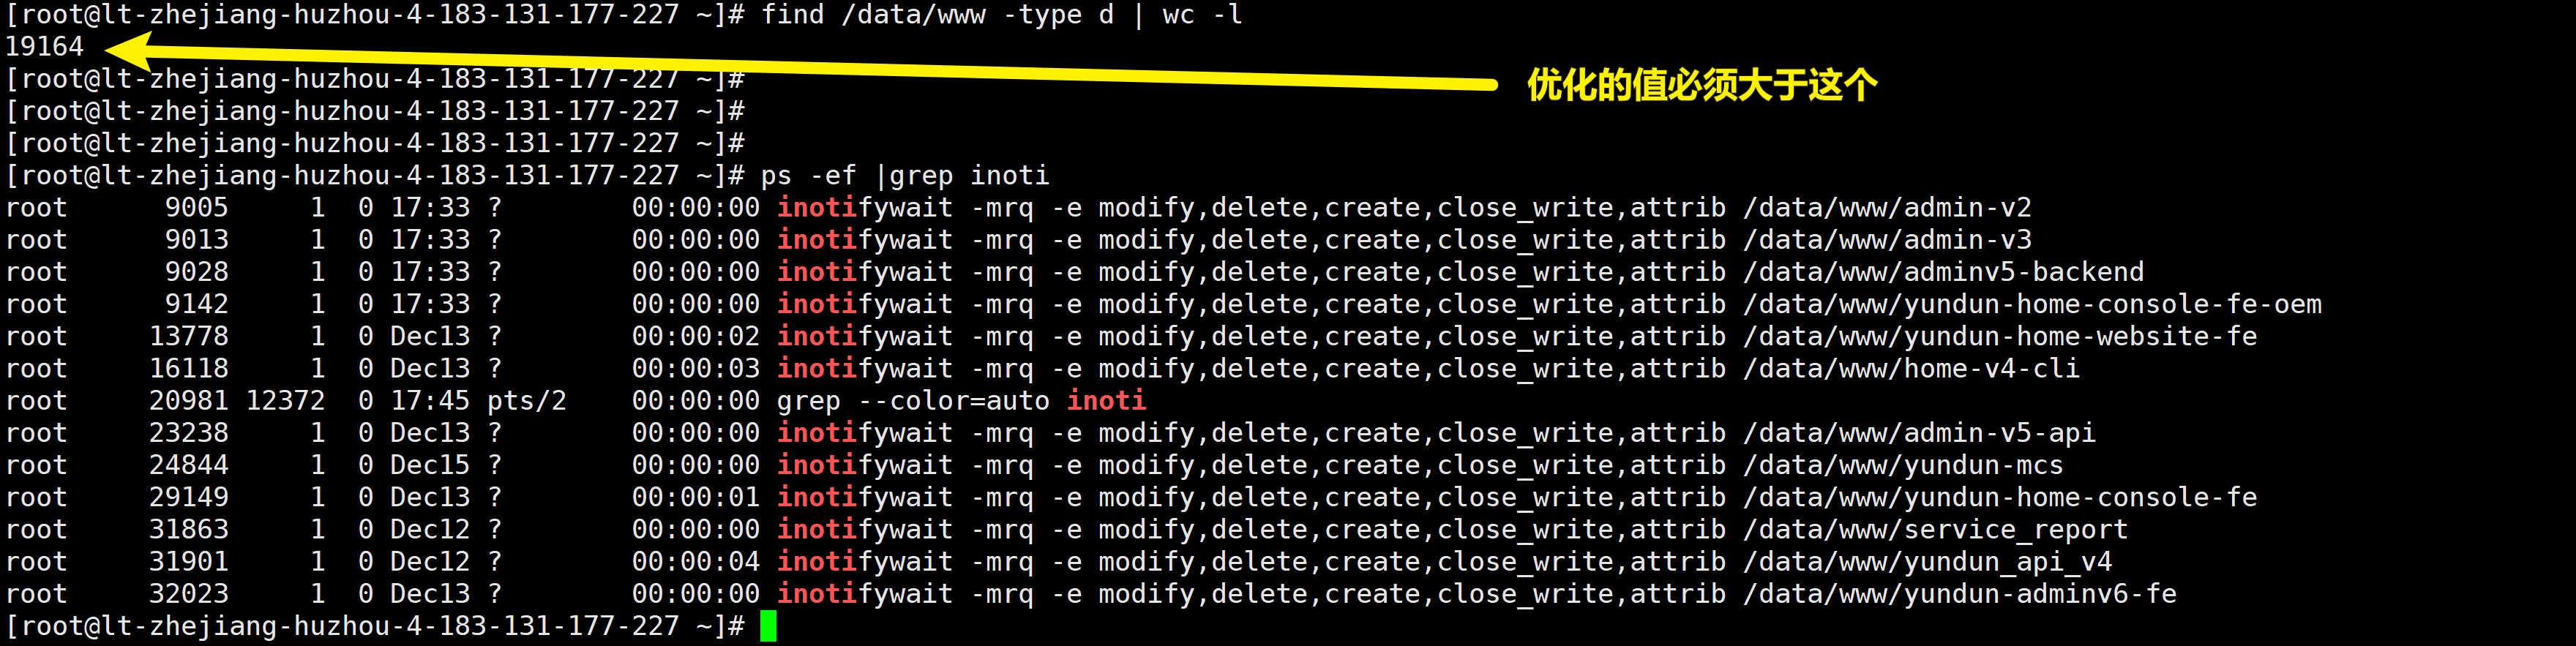 [root@lt-zhejiang-huzhou-4-183-131-177-227 ~]# find /data/www -type d | wc -l
19164
[root@lt-zhejiang-huzhou-4-183-131-177-227 ~]#
优化的值必须大于这个
[root@lt-zhejiang-huzhou-4-183-131-177-227 ~]#
[root@lt-zhejiang-huzhou-4-183-131-177-227 ~]#
[root@lt-zhejiang-huzhou-4-183-131-177-227 ~]# ps -ef |grep inoti
root      9005     1  0 17:33 ?        00:00:00 inotifywait -mrq -e modify,delete,create,close_write,attrib /data/www/admin-v2
root      9013     1  0 17:33 ?        00:00:00 inotifywait -mrq -e modify,delete,create,close_write,attrib /data/www/admin-v3
root      9028     1  0 17:33 ?        00:00:00 inotifywait -mrq -e modify,delete,create,close_write,attrib /data/www/adminv5-backend
root      9142     1  0 17:33 ?        00:00:00 inotifywait -mrq -e modify,delete,create,close_write,attrib /data/www/yundun-home-console-fe-oem
root     13778     1  0 Dec13 ?        00:00:02 inotifywait -mrq -e modify,delete,create,close_write,attrib /data/www/yundun-home-website-fe
root     16118     1  0 Dec13 ?        00:00:03 inotifywait -mrq -e modify,delete,create,close_write,attrib /data/www/home-v4-cli
root     20981 12372  0 17:45 pts/2    00:00:00 grep --color=auto inoti
root     23238     1  0 Dec13 ?        00:00:00 inotifywait -mrq -e modify,delete,create,close_write,attrib /data/www/admin-v5-api
root     24844     1  0 Dec15 ?        00:00:00 inotifywait -mrq -e modify,delete,create,close_write,attrib /data/www/yundun-mcs
root     29149     1  0 Dec13 ?        00:00:01 inotifywait -mrq -e modify,delete,create,close_write,attrib /data/www/yundun-home-console-fe
root     31863     1  0 Dec12 ?        00:00:00 inotifywait -mrq -e modify,delete,create,close_write,attrib /data/www/service_report
root     31901     1  0 Dec12 ?        00:00:04 inotifywait -mrq -e modify,delete,create,close_write,attrib /data/www/yundun_api_v4
root     32023     1  0 Dec13 ?        00:00:00 inotifywait -mrq -e modify,delete,create,close_write,attrib /data/www/yundun-adminv6-fe
[root@lt-zhejiang-huzhou-4-183-131-177-227 ~]#